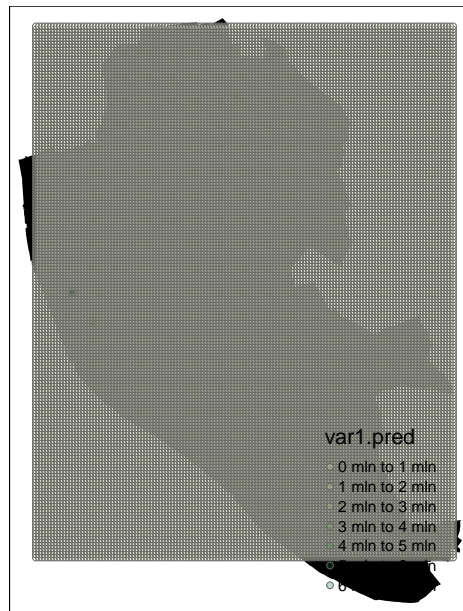 var1.pred
0 mln to 1 mln
1 mln to 2 mln
2 mln to 3 mln
3 mln to 4 mln
4 mln to 5 mln